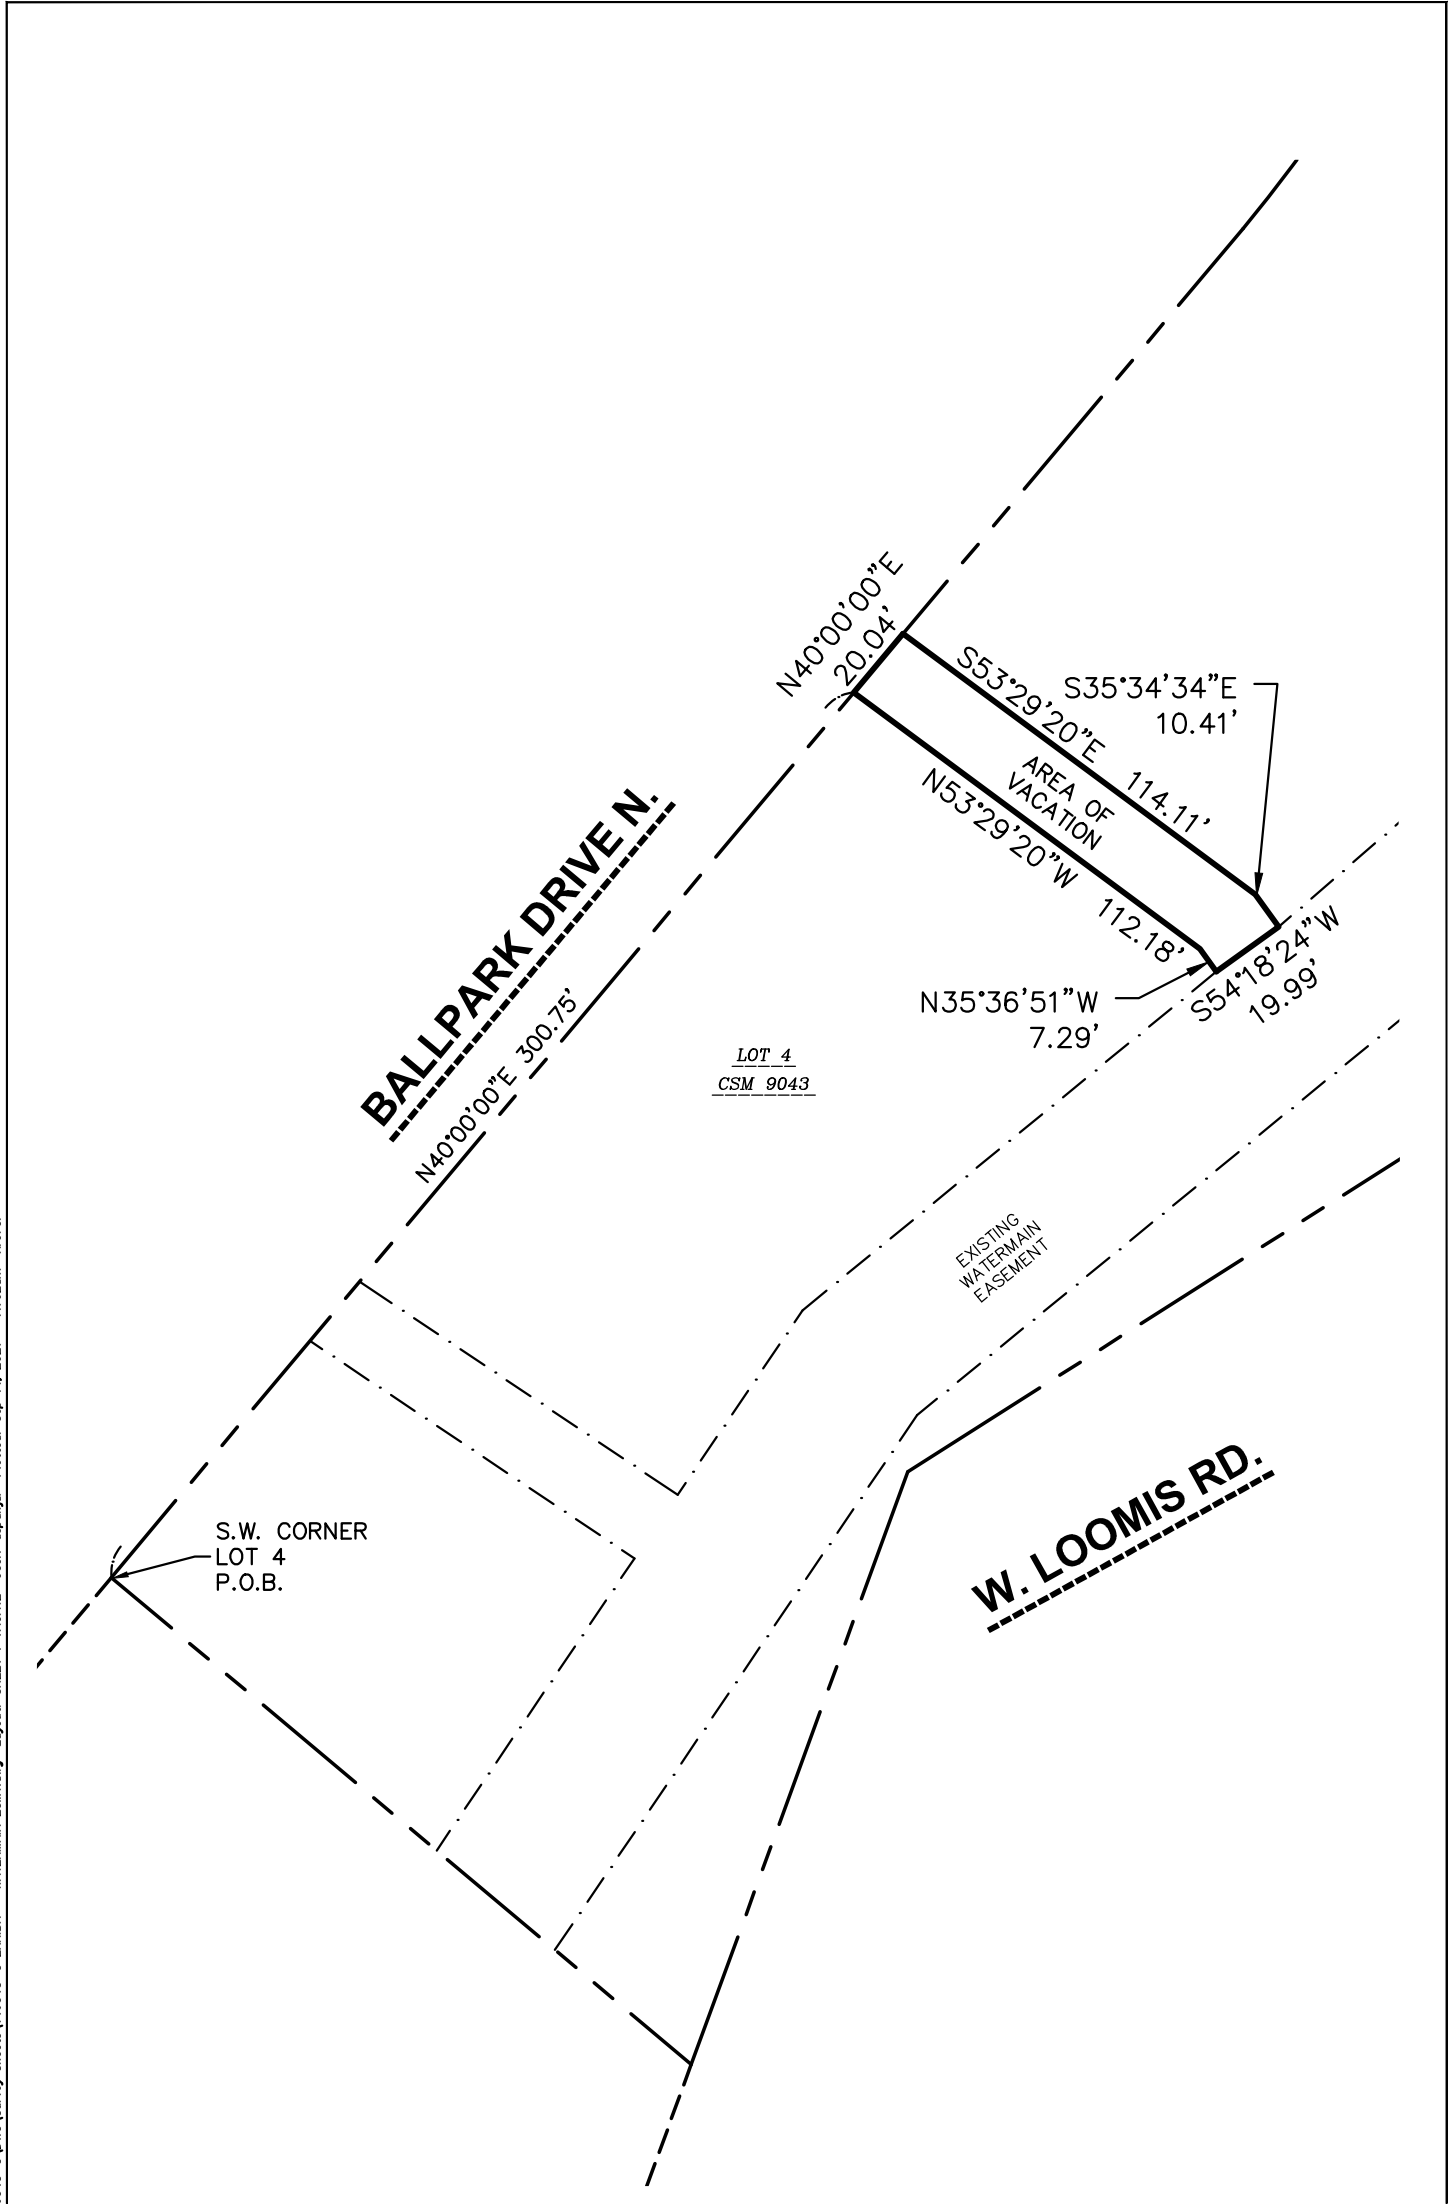 N40°00'00"E
20.04'
S53°29'20"E 114.11'
S35°34'34"E
10.41'
AREA OF
VACATION
N53°29'20"W 112.18'
BALLPARK DRIVE N.
N40°00'00"E 300.75'
S54°18'24"W
19.99'
N35°36'51"W
7.29'
LOT 4
CSM 9043
EXISTING
WATERMAIN
EASEMENT
W. LOOMIS RD.
S.W. CORNER
LOT 4
P.O.B.